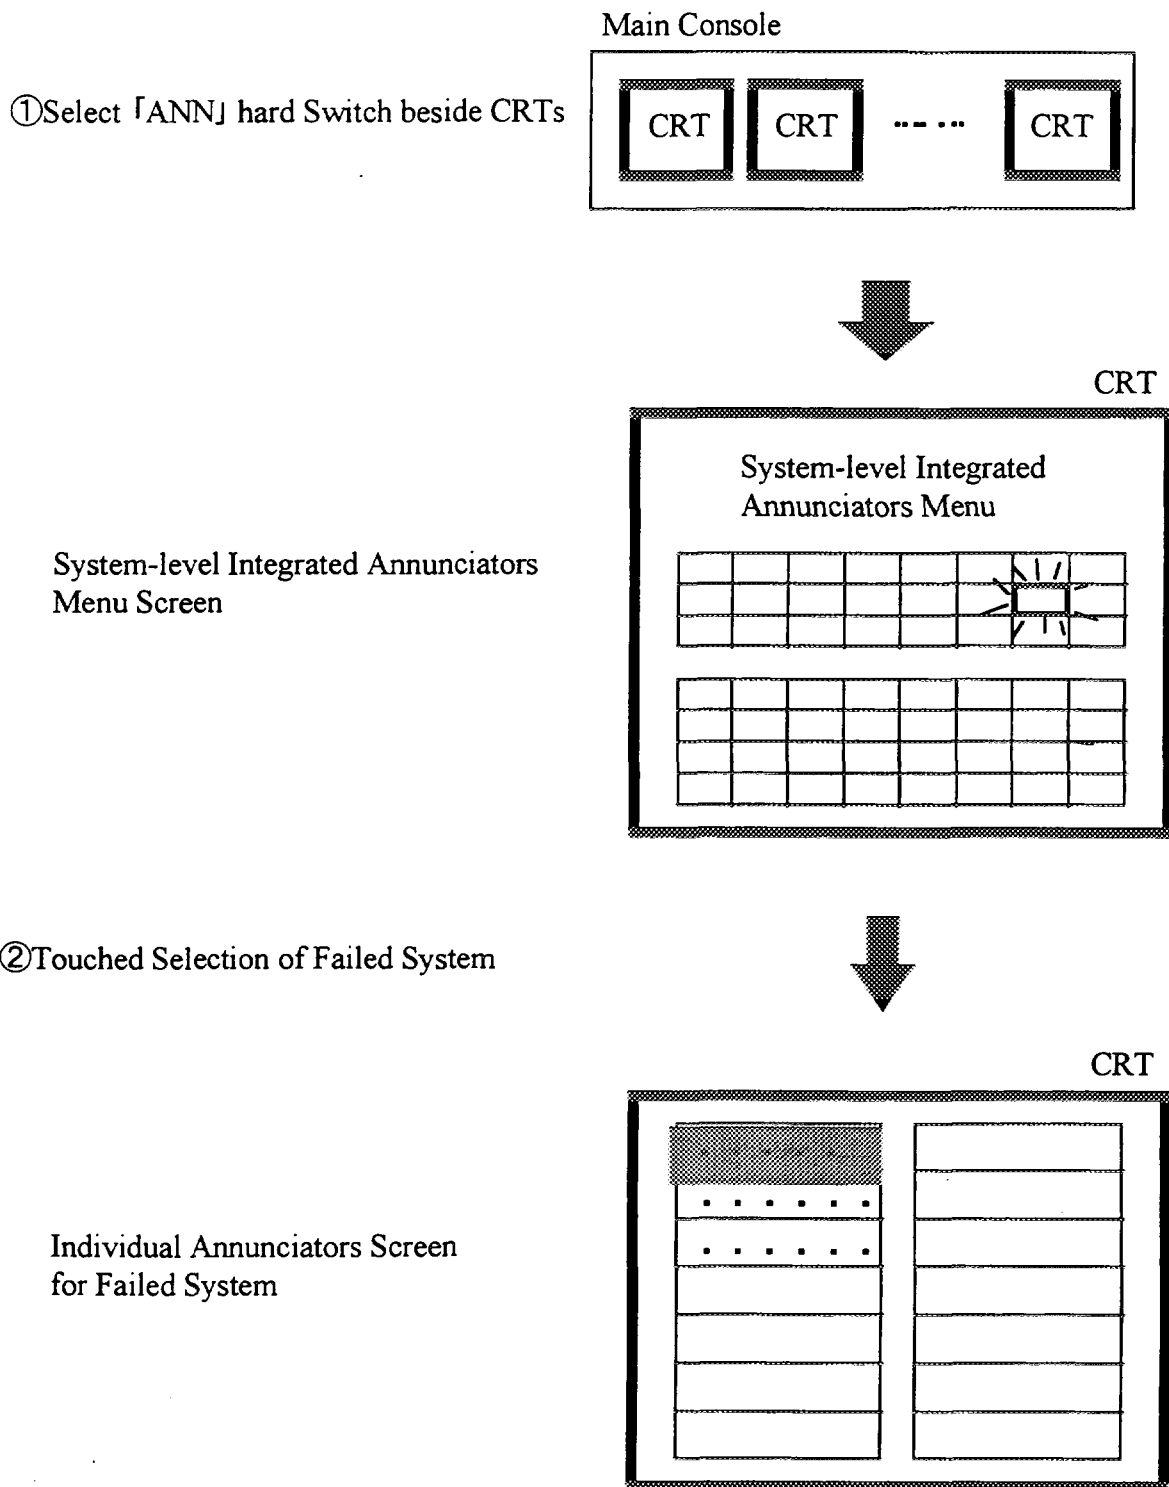 Main Console
①Select「ANN」hard Switch beside CRTs
CRT
CRT
CRT
CRT
System-level Integrated
Annunciators Menu
System-level Integrated Annunciators
Menu Screen
②Touched Selection of Failed System
CRT
Individual Annunciators Screen
for Failed System